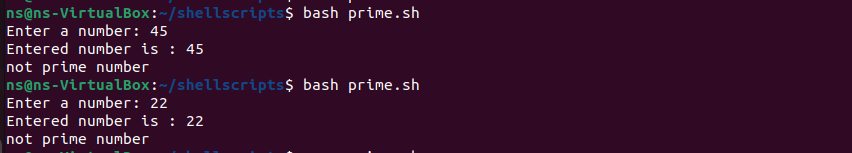 ns@ns-VirtualBox:~/shellscripts$ bash prime.sh
Enter a number: 45
Entered number is : 45
not prime number
ns@ns-VirtualBox:~/shellscripts$ bash prime.sh
Enter a number: 22
Entered number is : 22
not prime number